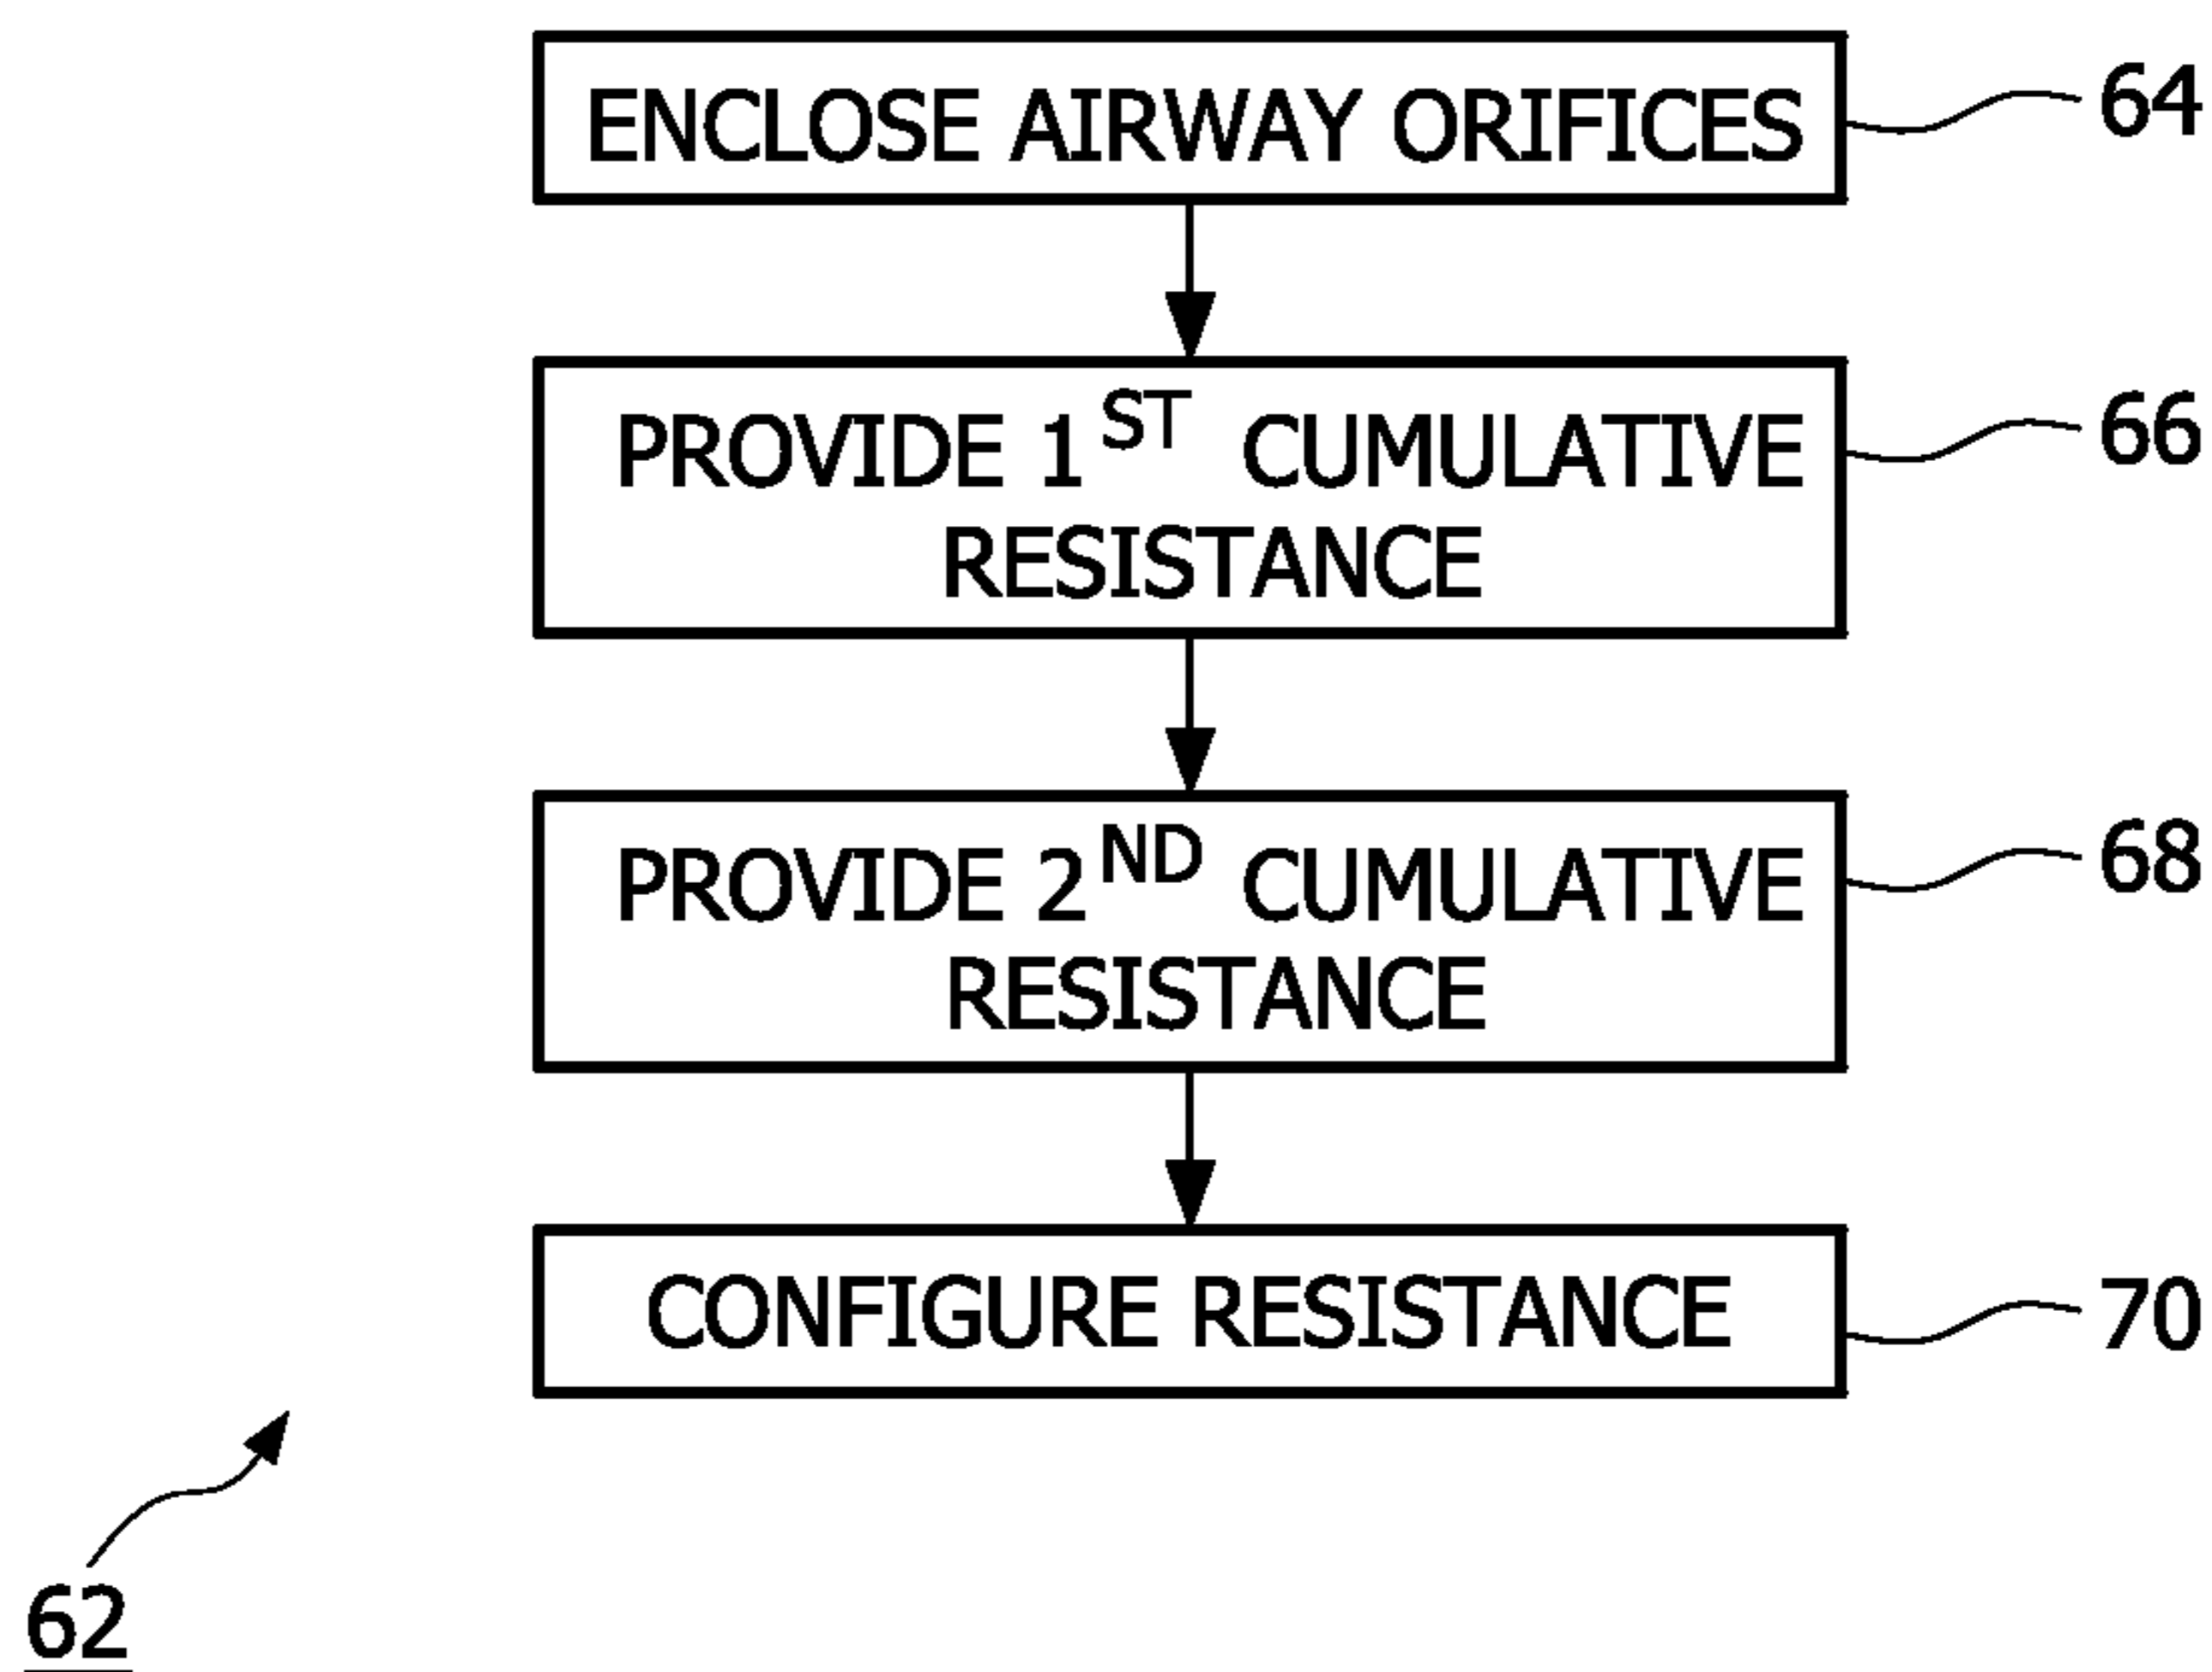 ENCLOSE AIRWAY ORIFICES
64
PROVIDE 1ST CUMULATIVE
RESISTANCE
66
PROVIDE 2ND CUMULATIVE
RESISTANCE
68
CONFIGURE RESISTANCE
70
62